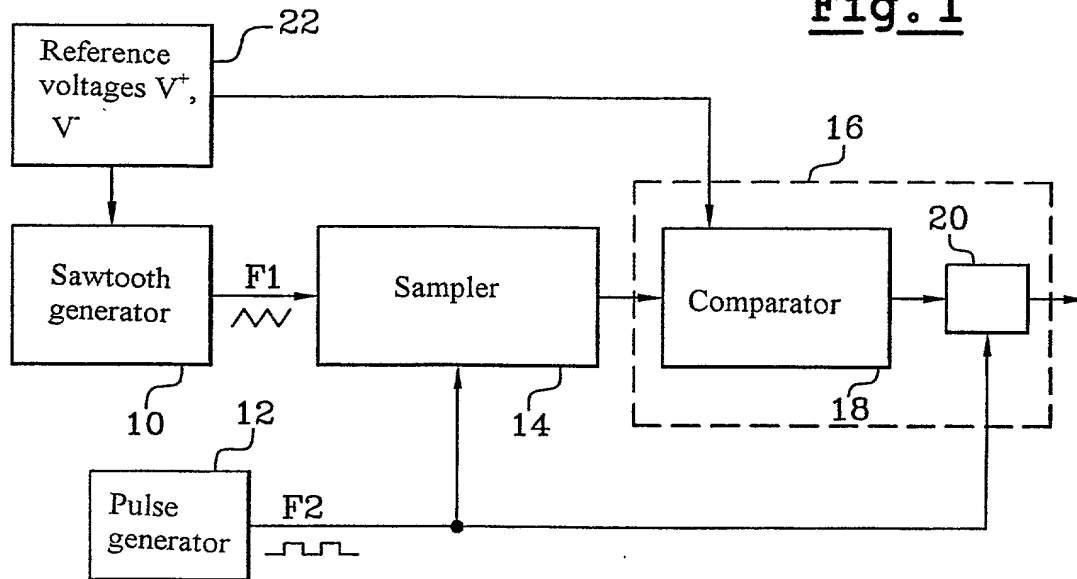 Fig. 1
22
Reference
voltages V⁺,
V⁻
16
20
Sawtooth
generator
F1
Sampler
Comparator
10
12
14
18
Pulse
generator
F2